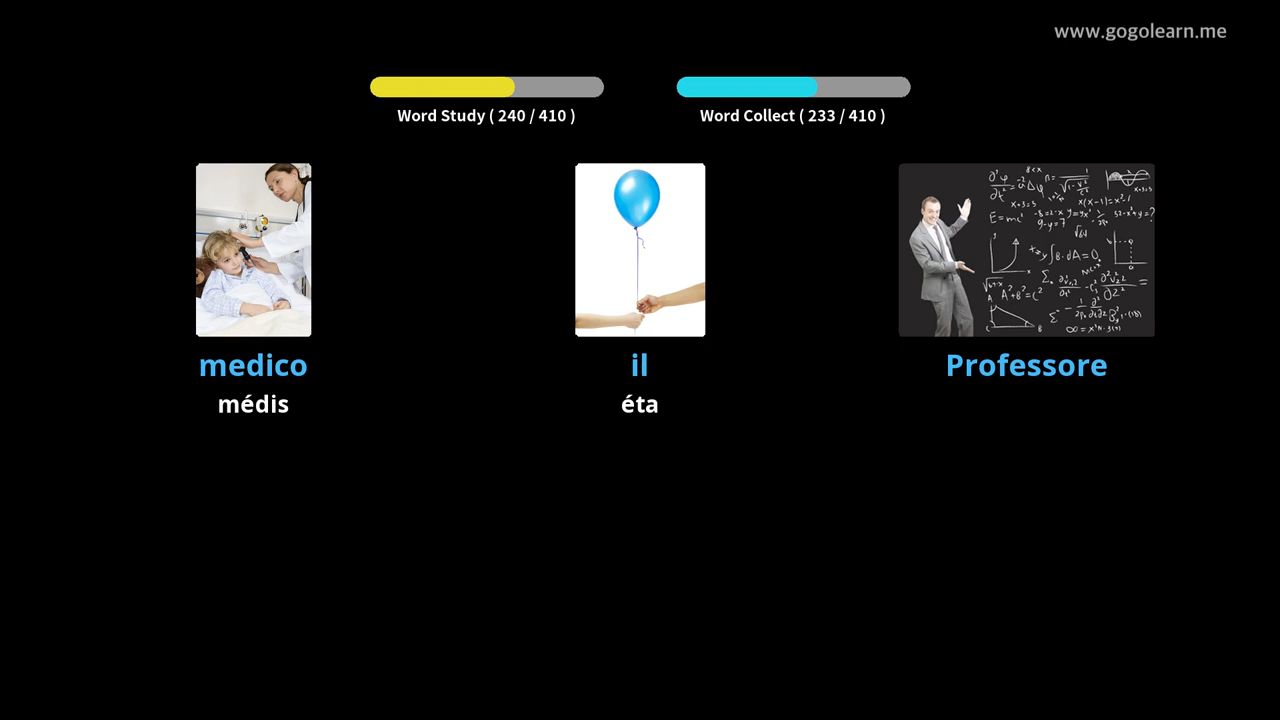 www.gogolearn.me
Word Study ( 240 / 410 )
Word Collect ( 233 / 410 )
medico
il
Professore
médis
éta